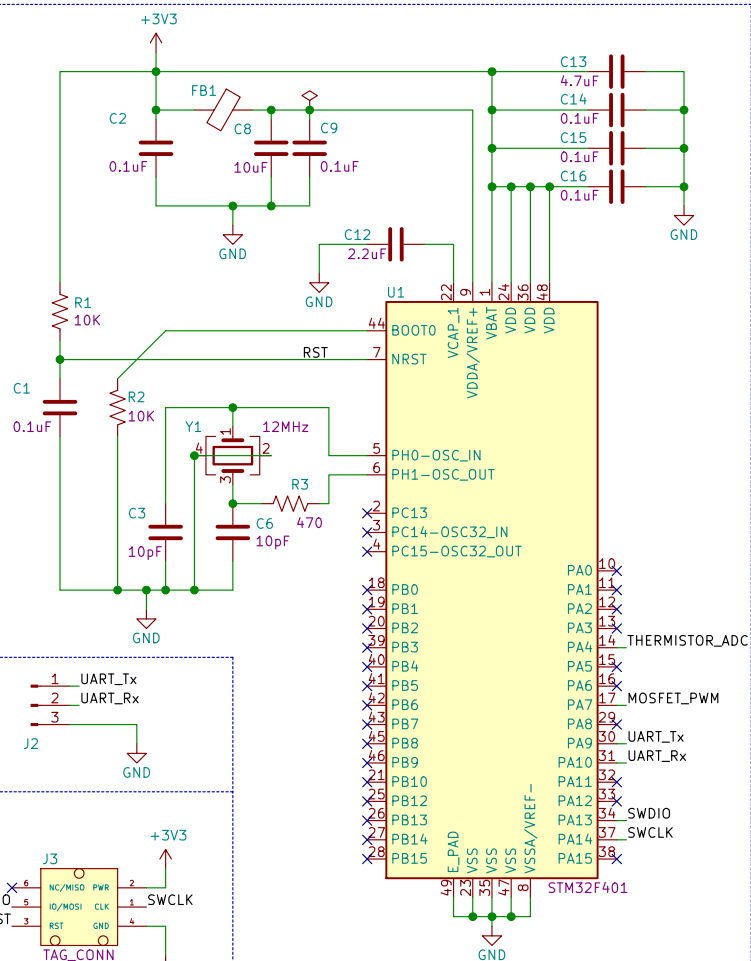 +3V3
C13
4.7uF
C14
0.1uF
C15
0.1uF
C16
0.1uF
GND
FB1
C2
0.1uF
C8
10uF
C9
0.1uF
GND
C12
2.2uF
GND
R1
10K
C1
0.1uF
R2
10K
RST
Y1
12MHz
1
4
2
3
R3
470
C3
10pF
C6
10pF
GND
U1
22
9
1
24
36
48
VCAP_1
VDDA/VREF+
VBAT
VDD
VDD
VDD
44 BOOT0
7 NRST
5 PH0-OSC_IN
6 PH1-OSC_OUT
2 PC13
3 PC14-OSC32_IN
4 PC15-OSC32_OUT
18 PB0
19 PB1
20 PB2
39 PB3
40 PB4
41 PB5
42 PB6
43 PB7
45 PB8
46 PB9
21 PB10
25 PB12
26 PB13
27 PB14
28 PB15
PA0 10
PA1 11
PA2 12
PA3 13
PA4 14 THERMISTOR_ADC
PA5 15
PA6 16
PA7 17 MOSFET_PWM
PA8 29
PA9 30 UART_Tx
PA10 31 UART_Rx
PA11 32
PA12 33
PA13 34 SWDIO
PA14 37 SWCLK
PA15 38
E_PAD
VSS
VSS
VSS
VSSA/VREF-
49
23
35
47
8
STM32F401
GND
1 UART_Tx
2 UART_Rx
3
J2
GND
+3V3
J3
6 NC/MISO PWR 2
O 5 IO/MOSI CLK 1 SWCLK
ST 3 RST GND 4
TAG_CONN